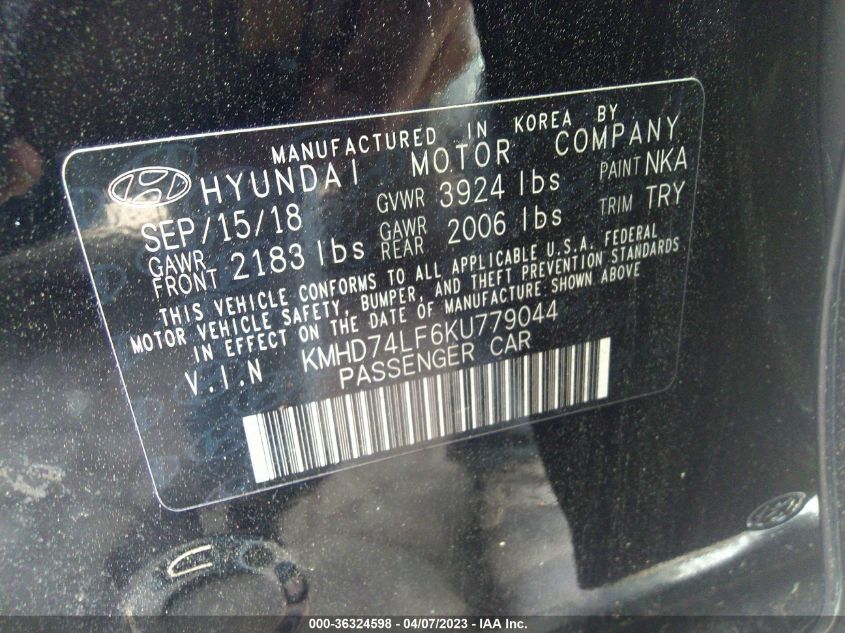 MANUFACTURED IN KOREA BY
HYUNDAI MOTOR COMPANY
SEP/15/18 GVWR 3924 lbs PAINT NKA
GAWR FRONT 2183 lbs GAWR REAR 2006 lbs TRIM TRY
THIS VEHICLE CONFORMS TO ALL APPLICABLE U.S.A. FEDERAL
MOTOR VEHICLE SAFETY, BUMPER, AND THEFT PREVENTION STANDARDS
IN EFFECT ON THE DATE OF MANUFACTURE SHOWN ABOVE
V.I.N KMHD74LF6KU779044
PASSENGER CAR
000-36324598 - 04/07/2023 - IAA Inc.